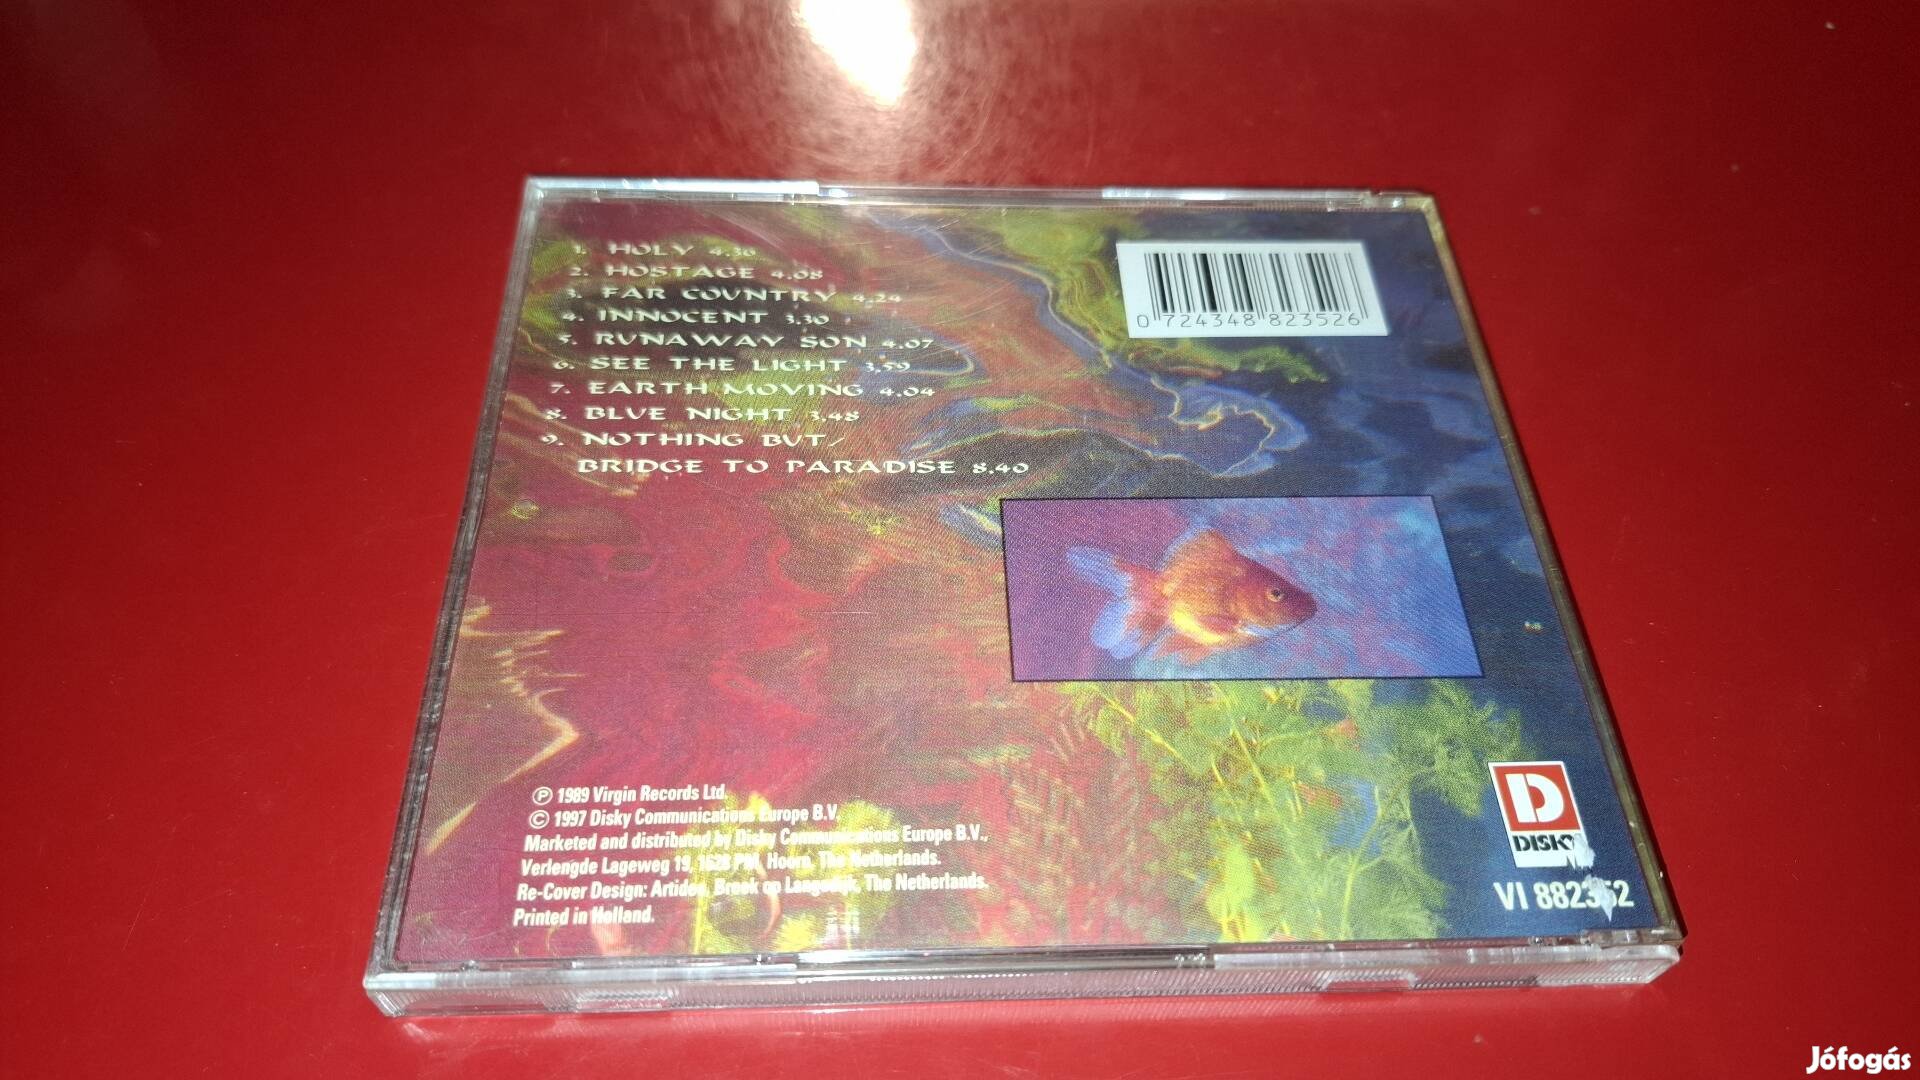 1. HOLY 4.30
2. HOSTAGE 4.08
3. FAR COUNTRY 4.24
4. INNOCENT 3.30
5. RUNAWAY SON 4.07
6. SEE THE LIGHT 3.59
7. EARTH MOVING 4.04
8. BLUE NIGHT 3.48
9. NOTHING BUT/
BRIDGE TO PARADISE 8.40
0 724348 823526
℗ 1989 Virgin Records Ltd.
© 1997 Disky Communications Europe B.V.
Marketed and distributed by Disky Communications Europe B.V.,
Verlengde Lageweg 19, 1628 PM, Hoorn, The Netherlands.
Re-Cover Design: Artidee, Broek op Langedijk, The Netherlands.
Printed in Holland.
D
DISKY
VI 882352
Jófogás